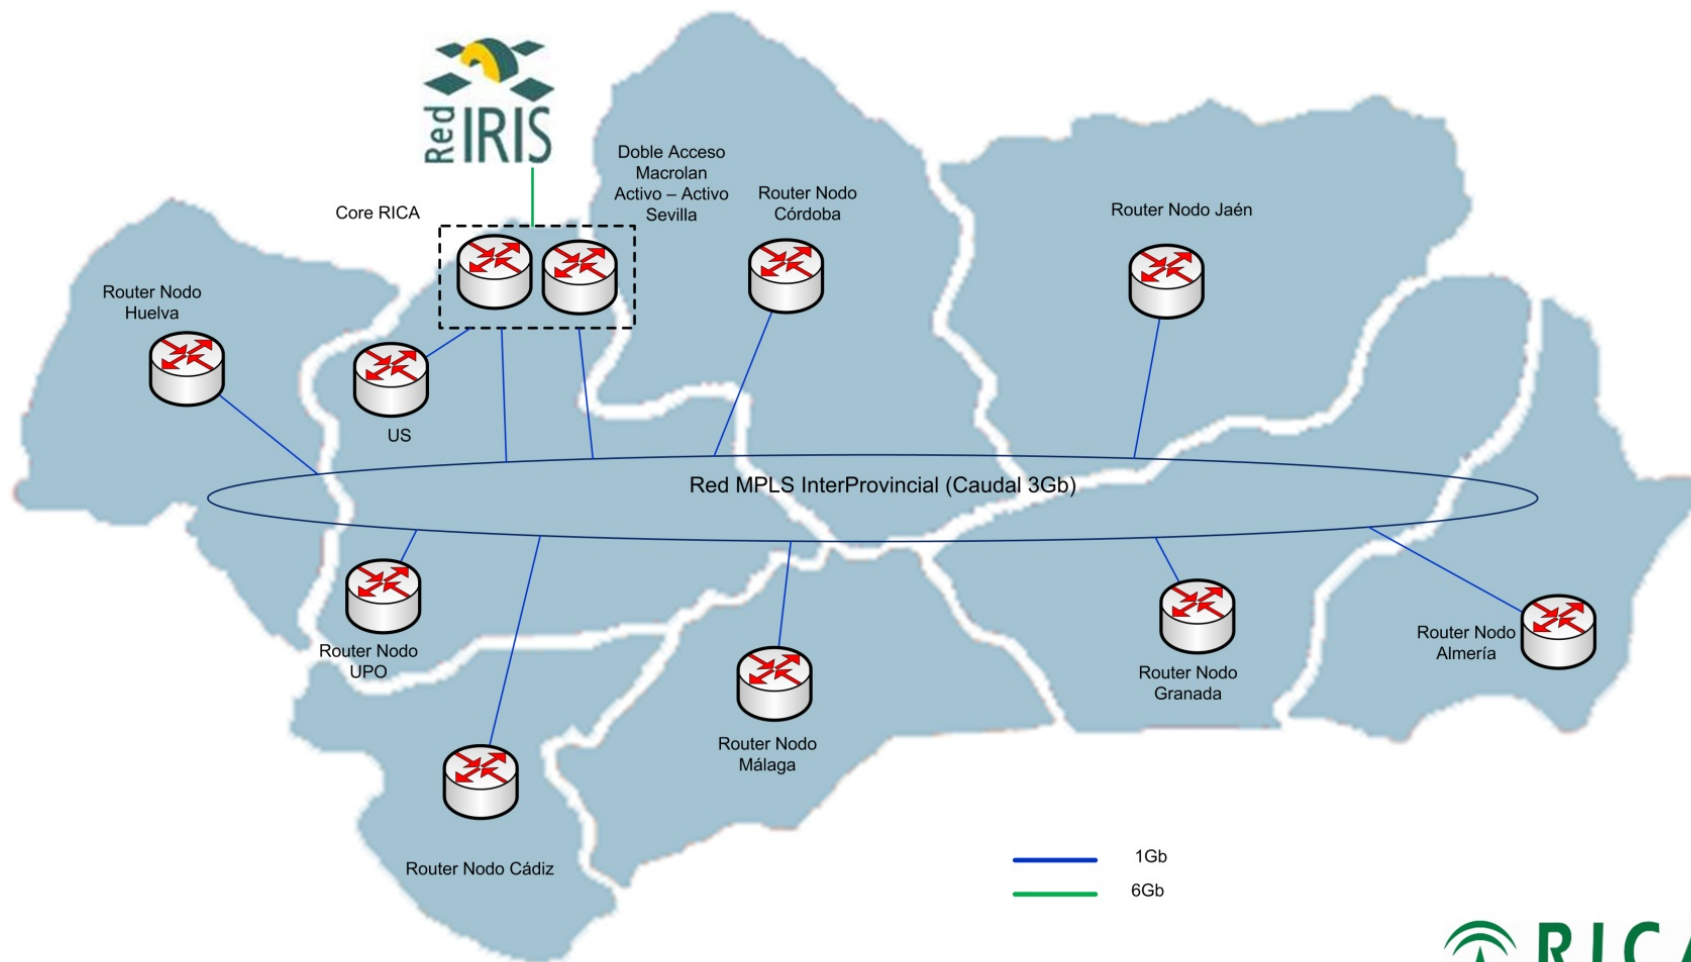 Red
IRIS
Doble Acceso
Macrolan
Activo – Activo
Sevilla
Core RICA
Router Nodo
Córdoba
Router Nodo Jaén
Router Nodo
Huelva
US
Red MPLS InterProvincial (Caudal 3Gb)
Router Nodo
UPO
Router Nodo
Almería
Router Nodo
Granada
Router Nodo
Málaga
Router Nodo Cádiz
1Gb
6Gb
RICA